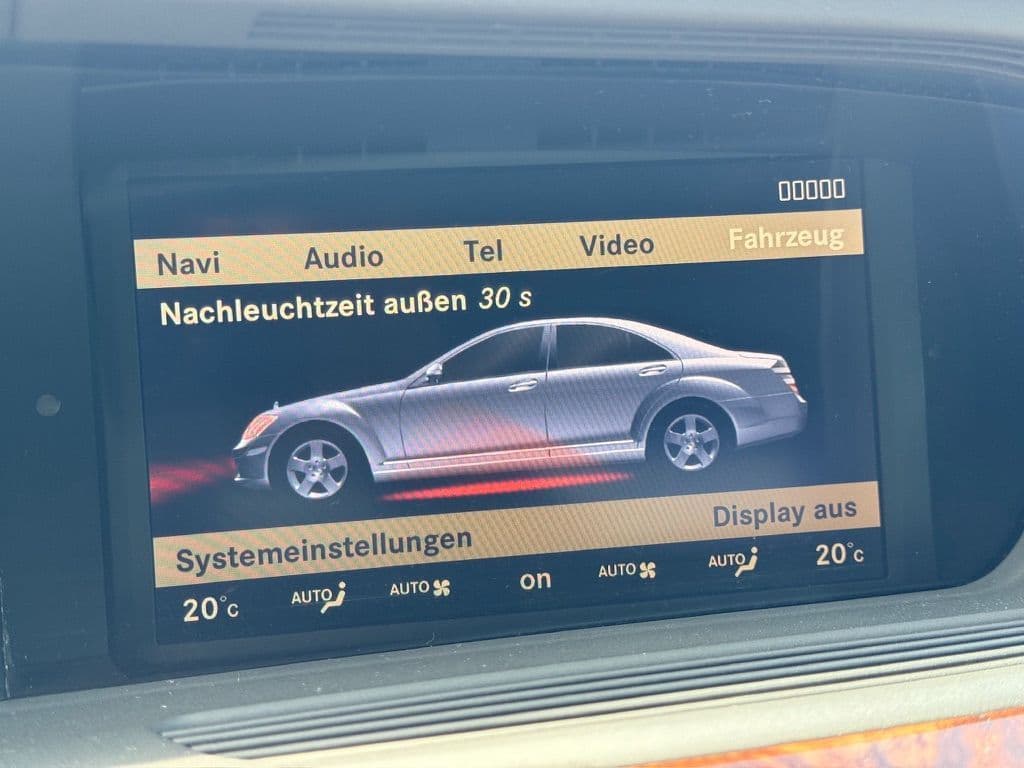 Navi Audio Tel Video Fahrzeug
Nachleuchtzeit außen 30 s
Systemeinstellungen Display aus
20°C AUTO AUTO on AUTO AUTO 20°C